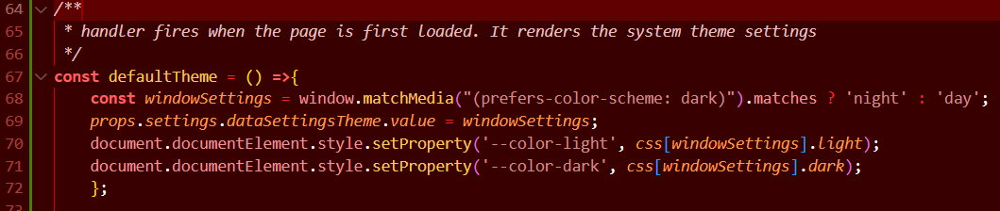 64 /**
65  * handler fires when the page is first loaded. It renders the system theme settings
66  */
67 const defaultTheme = () =>{
68     const windowSettings = window.matchMedia("(prefers-color-scheme: dark)").matches ? 'night' : 'day';
69     props.settings.dataSettingsTheme.value = windowSettings;
70     document.documentElement.style.setProperty('--color-light', css[windowSettings].light);
71     document.documentElement.style.setProperty('--color-dark', css[windowSettings].dark);
72     };
73